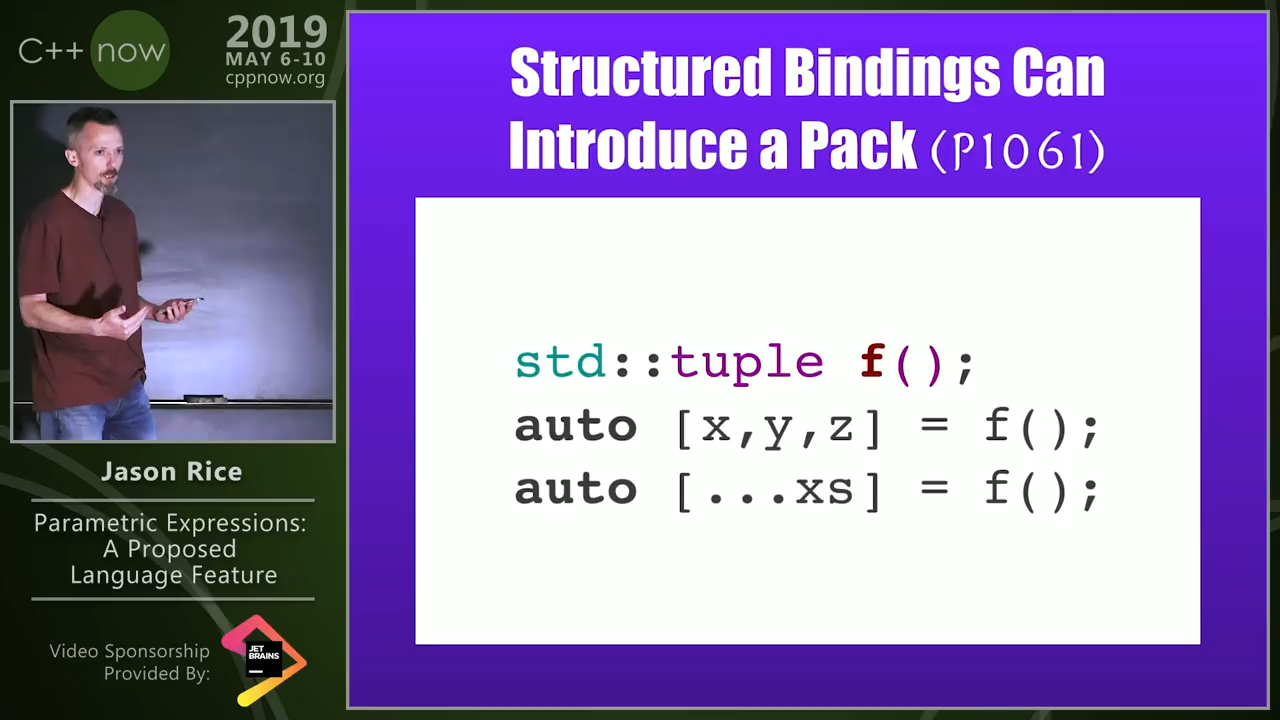 C++ now
2019
MAY 6-10
cppnow.org
Jason Rice
Parametric Expressions:
A Proposed
Language Feature
Video Sponsorship
Provided By:
JET
BRAINS
Structured Bindings Can
Introduce a Pack (P1061)
std::tuple f();
auto [x,y,z] = f();
auto [...xs] = f();